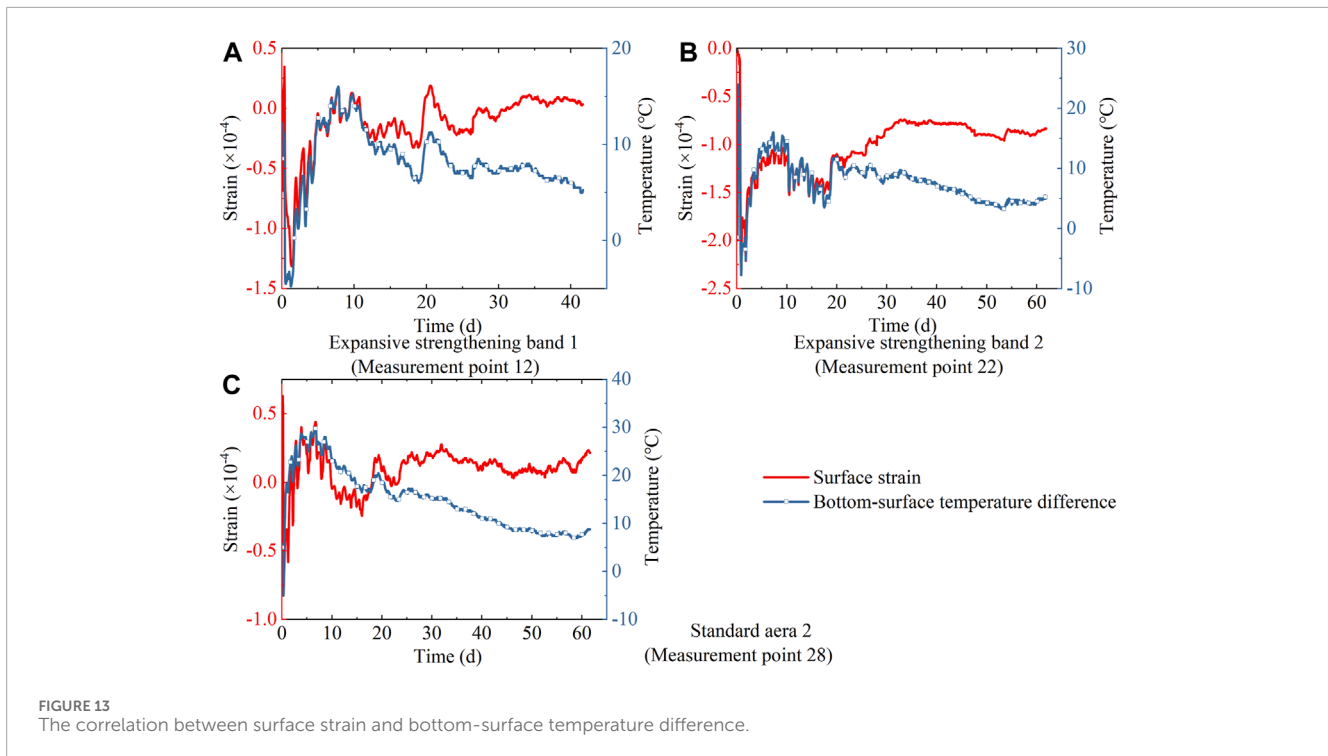 A
0.5
0.0
-0.5
-1.0
-1.5
Strain (×10⁻⁴)
20
10
0
Temperature (°C)
0 10 20 30 40
Time (d)
Expansive strengthening band 1
(Measurement point 12)
B
0.0
-0.5
-1.0
-1.5
-2.0
-2.5
Strain (×10⁻⁴)
30
20
10
0
-10
Temperature (°C)
0 10 20 30 40 50 60
Time (d)
Expansive strengthening band 2
(Measurement point 22)
C
0.5
0.0
-0.5
-1.0
Strain (×10⁻⁴)
40
30
20
10
0
-10
Temperature (°C)
0 10 20 30 40 50 60
Time (d)
Standard aera 2
(Measurement point 28)
Surface strain
Bottom-surface temperature difference
FIGURE 13
The correlation between surface strain and bottom-surface temperature difference.